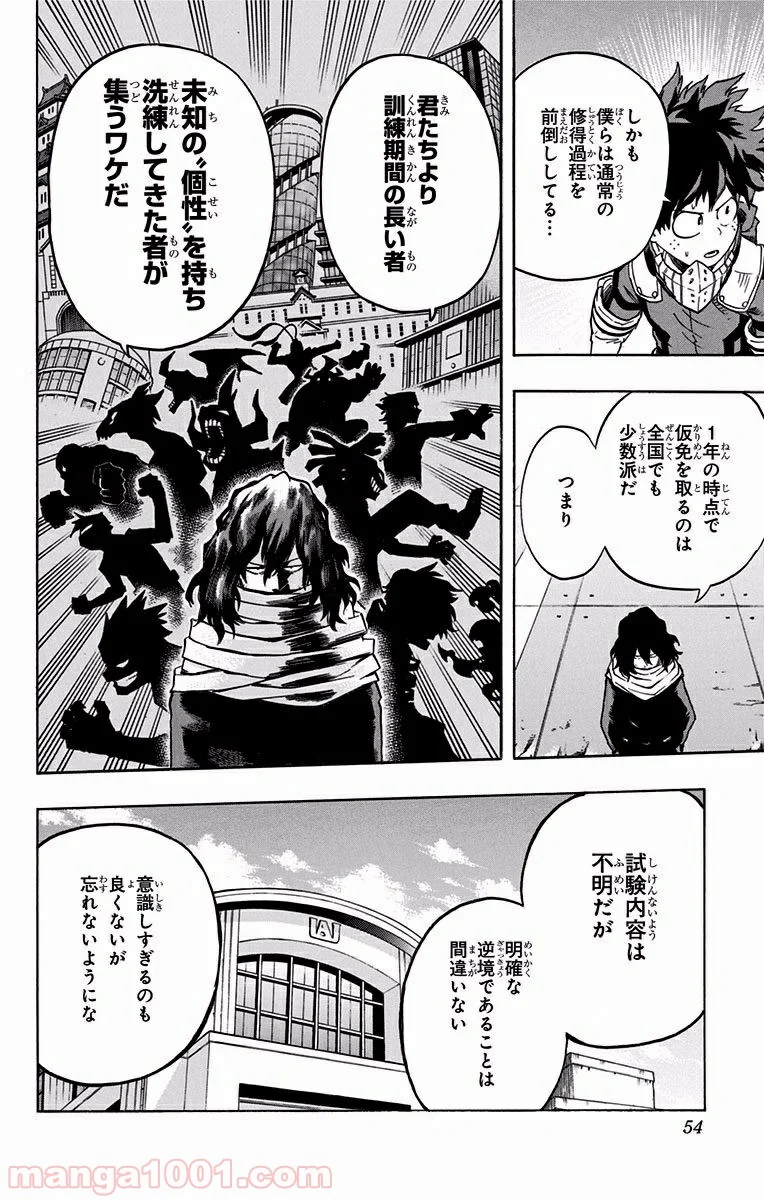 しかも
僕らは通常の
修得過程を
前倒ししてる…
1年の時点で
仮免を取るのは
全国でも
少数派だ
つまり
君たちより
訓練期間の長い者
未知の〝個性〟を持ち
洗練してきた者が
集うワケだ
試験内容は
不明だが
明確な
逆境であることは
間違いない
意識しすぎるのも
良くないが
忘れないようにな
54
manga1001.com